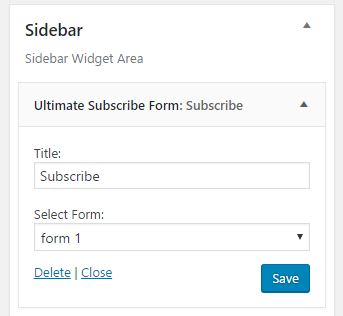 Sidebar
Sidebar Widget Area
Ultimate Subscribe Form: Subscribe
Title:
Subscribe
Select Form:
form 1
Delete | Close
Save